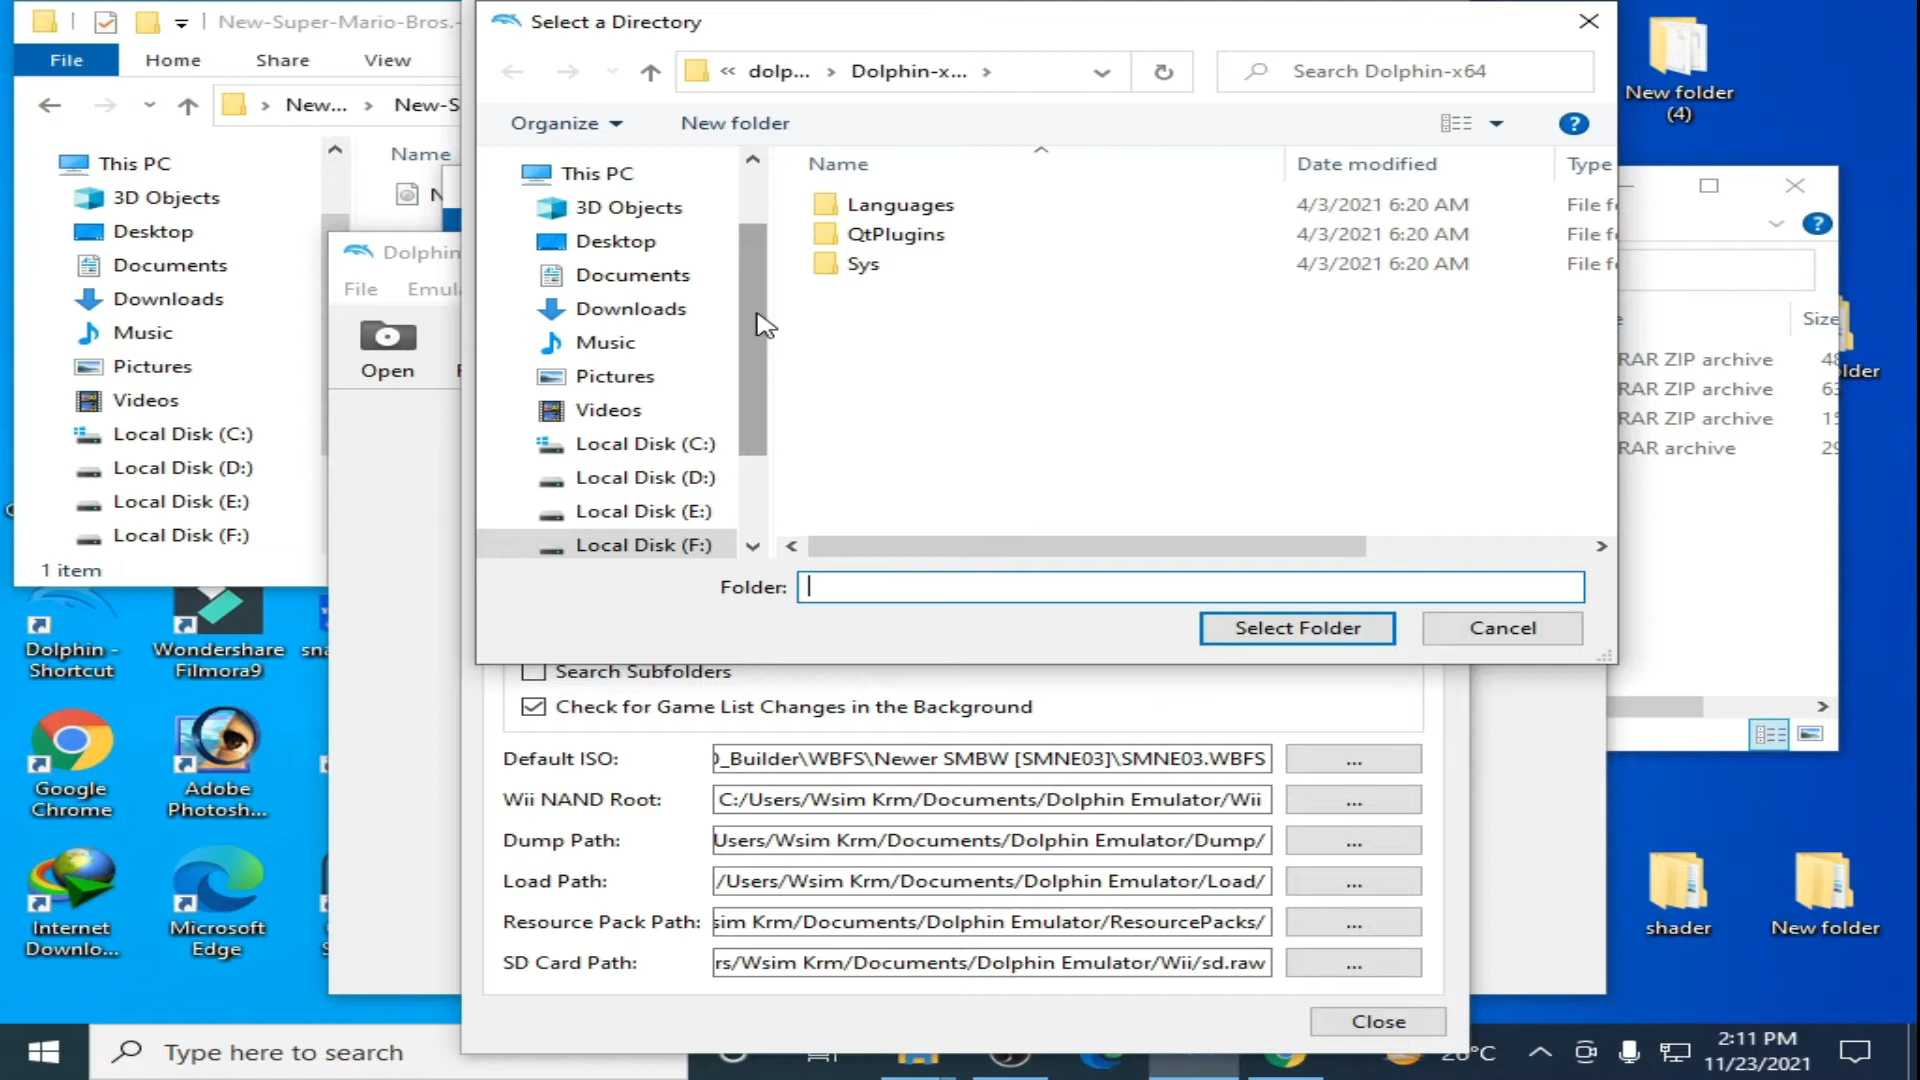 New-Super-Mario-Bros.-
File
Home
Share
View
New...
New-S
This PC
3D Objects
Desktop
Documents
Downloads
Music
Pictures
Videos
Local Disk (C:)
Local Disk (D:)
Local Disk (E:)
Local Disk (F:)
1 item
Name
N
Dolphin
File
Emula
Open
Select a Directory
« dolp...
Dolphin-x...
Search Dolphin-x64
Organize
New folder
This PC
3D Objects
Desktop
Documents
Downloads
Music
Pictures
Videos
Local Disk (C:)
Local Disk (D:)
Local Disk (E:)
Local Disk (F:)
Name Date modified Type
Languages 4/3/2021 6:20 AM File f
QtPlugins 4/3/2021 6:20 AM File f
Sys 4/3/2021 6:20 AM File f
Folder:
Select Folder
Cancel
Search Subfolders
Check for Game List Changes in the Background
Default ISO: _Builder\WBFS\Newer SMBW [SMNE03]\SMNE03.WBFS ...
Wii NAND Root: C:/Users/Wsim Krm/Documents/Dolphin Emulator/Wii ...
Dump Path: Users/Wsim Krm/Documents/Dolphin Emulator/Dump/ ...
Load Path: /Users/Wsim Krm/Documents/Dolphin Emulator/Load/ ...
Resource Pack Path: sim Krm/Documents/Dolphin Emulator/ResourcePacks/ ...
SD Card Path: rs/Wsim Krm/Documents/Dolphin Emulator/Wii/sd.raw ...
Close
New folder
(4)
Size
RAR ZIP archive 48
RAR ZIP archive 63
RAR ZIP archive 15
RAR archive 29
lder
shader
New folder
Dolphin -
Shortcut
Wondershare
Filmora9
sna
Google
Chrome
Adobe
Photosh...
Internet
Downlo...
Microsoft
Edge
Type here to search
2:11 PM
11/23/2021